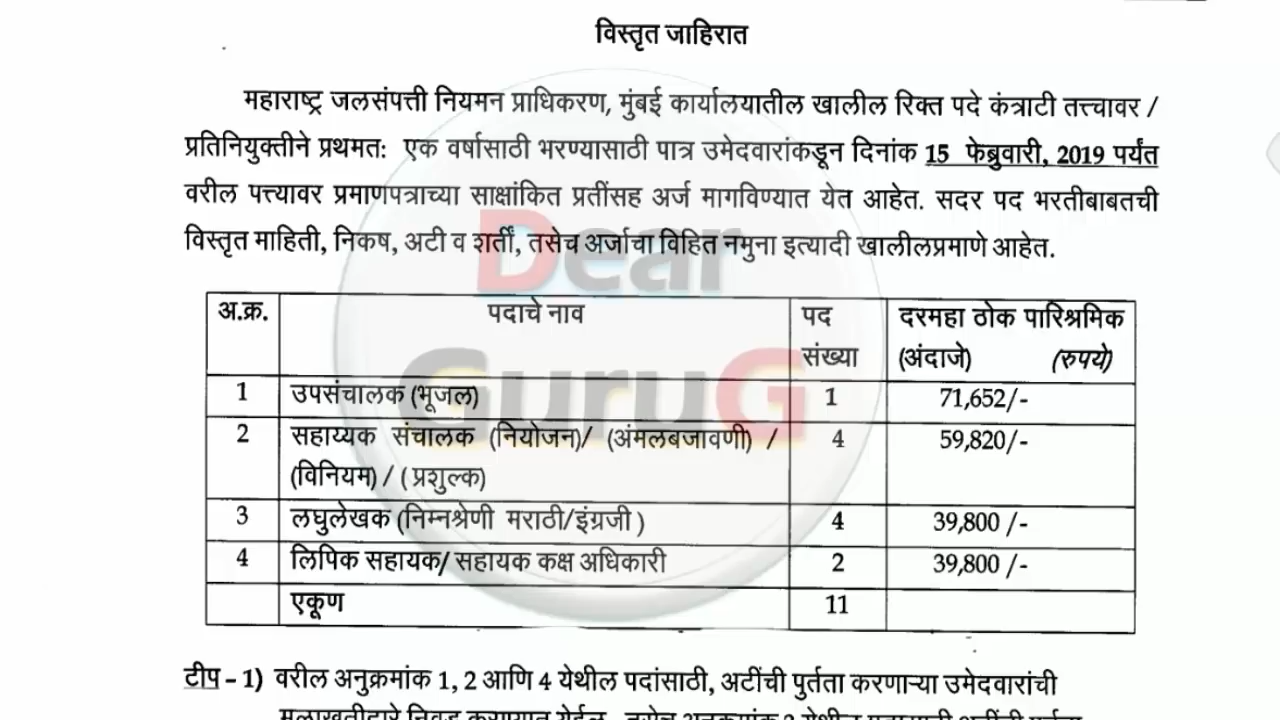 विस्तृत जाहिरात
महाराष्ट्र जलसंपत्ती नियमन प्राधिकरण, मुंबई कार्यालयातील खालील रिक्त पदे कंत्राटी तत्त्चावर /
प्रतिनियुक्तीने प्रथमतः एक वर्षासाठी भरण्यासाठी पात्र उमेदवारांकडून दिनांक 15 फेब्रुवारी, 2019 पर्यंत
वरील पत्त्यावर प्रमाणपत्राच्या साक्षांकित प्रतींसह अर्ज मागविण्यात येत आहेत. सदर पद भरतीबाबतची
विस्तृत माहिती, निकष, अटी व शर्ती, तसेच अर्जाचा विहित नमुना इत्यादी खालीलप्रमाणे आहेत.
Dear
GuruG
अ.क्र. पदाचे नाव पद दरमहा ठोक पारिश्रमिक
संख्या (अंदाजे) (रुपये)
1 उपसंचालक (भूजल) 1 71,652/-
2 सहाय्यक संचालक (नियोजन)/ (अंमलबजावणी) / 4 59,820/-
(विनियम) / ( प्रशुल्क)
3 लघुलेखक (निम्नश्रेणी मराठी/इंग्रजी ) 4 39,800 /-
4 लिपिक सहायक/ सहायक कक्ष अधिकारी 2 39,800 /-
एकूण 11
टीप – 1) वरील अनुक्रमांक 1, 2 आणि 4 येथील पदांसाठी, अटींची पुर्तता करणाऱ्या उमेदवारांची